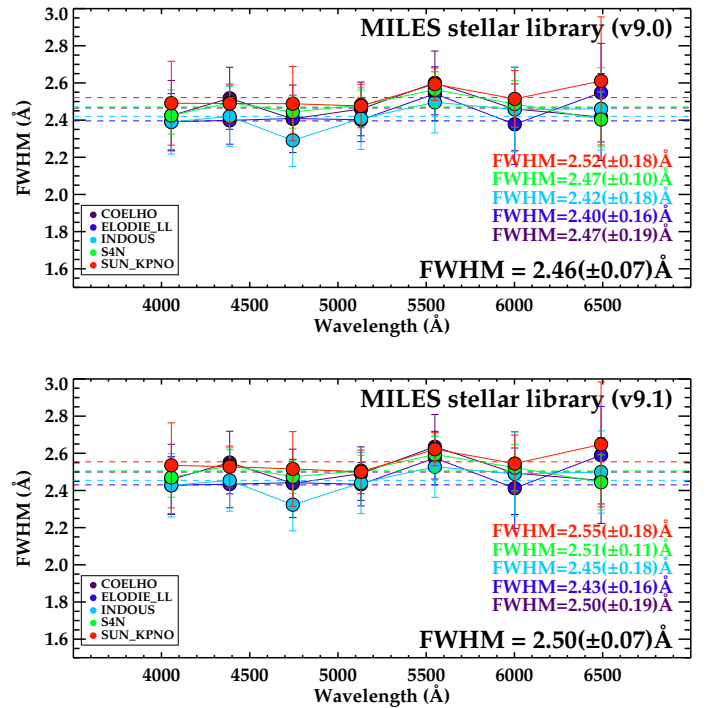 MILES stellar library (v9.0)
3.0
2.8
2.6
2.4
2.2
2.0
1.8
1.6
FWHM (Å)
FWHM=2.52(±0.18)Å
FWHM=2.47(±0.10)Å
FWHM=2.42(±0.18)Å
FWHM=2.40(±0.16)Å
FWHM=2.47(±0.19)Å
COELHO
ELODIE_LL
INDOUS
S4N
SUN_KPNO
FWHM = 2.46(±0.07)Å
4000 4500 5000 5500 6000 6500
Wavelength (Å)
MILES stellar library (v9.1)
3.0
2.8
2.6
2.4
2.2
2.0
1.8
1.6
FWHM (Å)
FWHM=2.55(±0.18)Å
FWHM=2.51(±0.11)Å
FWHM=2.45(±0.18)Å
FWHM=2.43(±0.16)Å
FWHM=2.50(±0.19)Å
COELHO
ELODIE_LL
INDOUS
S4N
SUN_KPNO
FWHM = 2.50(±0.07)Å
4000 4500 5000 5500 6000 6500
Wavelength (Å)